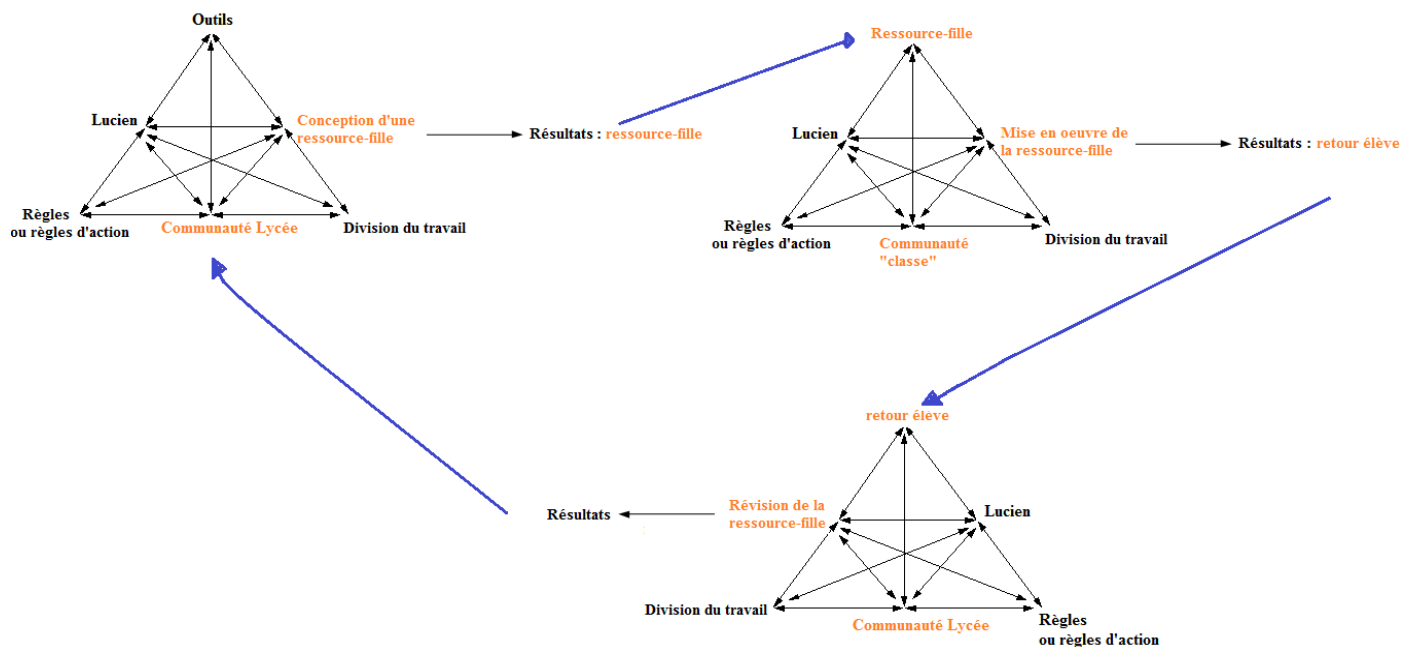 Outils
Lucien
Conception d'une
ressource-fille
Résultats : ressource-fille
Règles
ou règles d'action
Communauté Lycée
Division du travail
Ressource-fille
Lucien
Mise en oeuvre de
la ressource-fille
Résultats : retour élève
Règles
ou règles d'action
Communauté
"classe"
Division du travail
retour élève
Résultats
Révision de la
ressource-fille
Lucien
Division du travail
Communauté Lycée
Règles
ou règles d'action